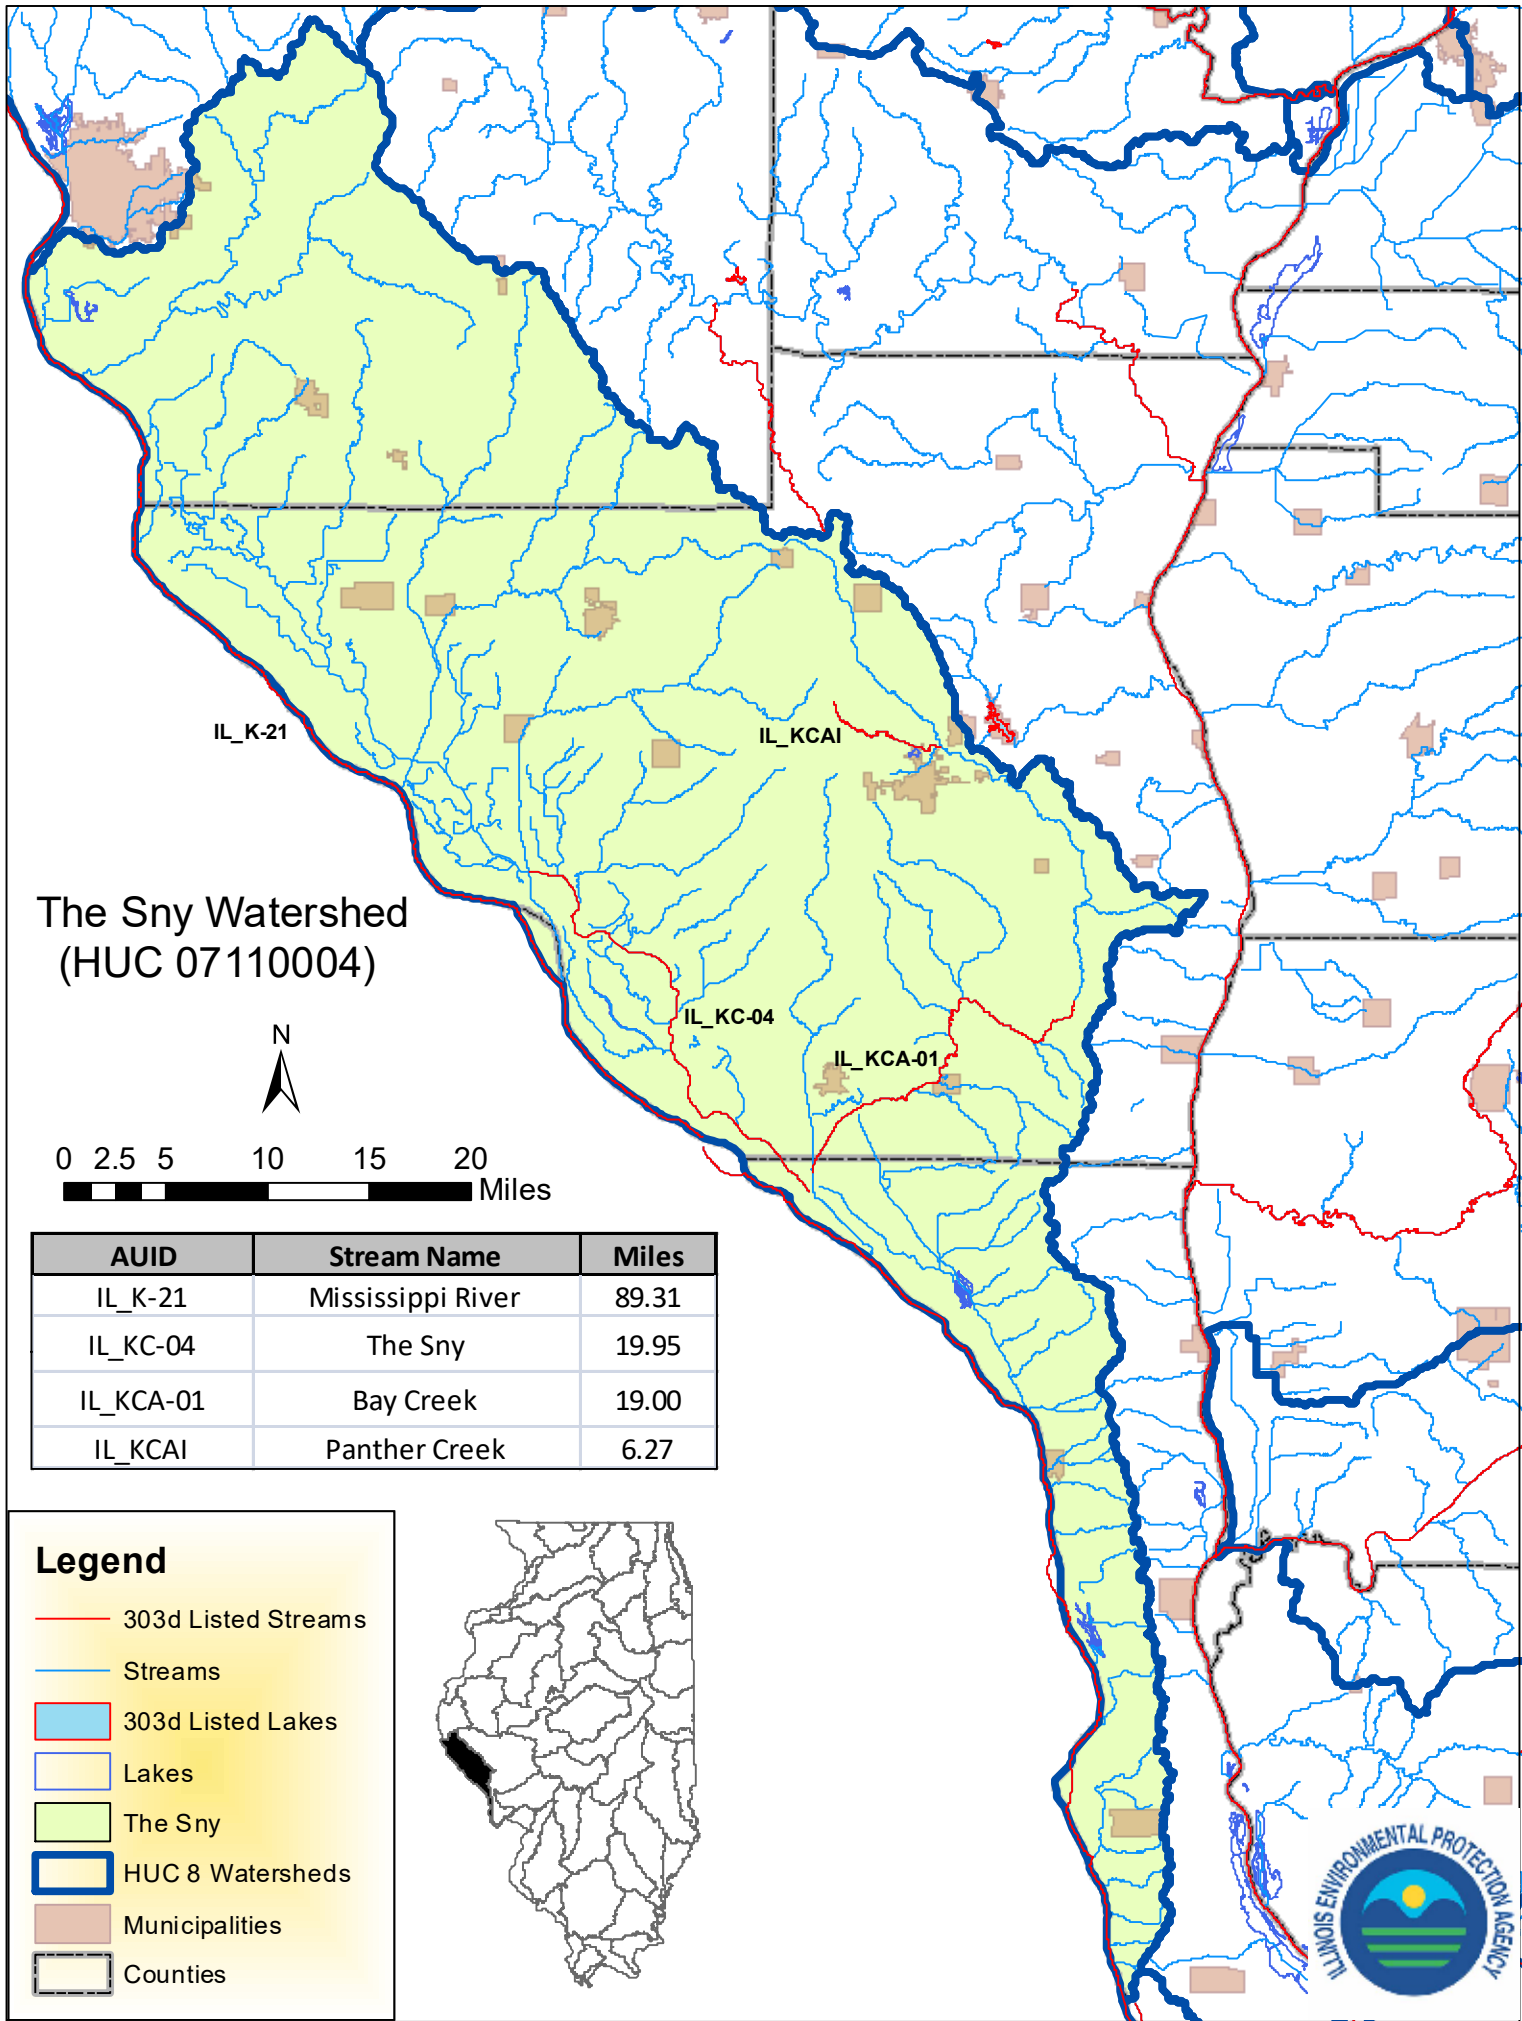 IL_K-21
IL_KCAI
The Sny Watershed
(HUC 07110004)
IL_KC-04
IL_KCA-01
N
0 2.5 5 10 15 20
Miles
AUID Stream Name Miles
IL_K-21 Mississippi River 89.31
IL_KC-04 The Sny 19.95
IL_KCA-01 Bay Creek 19.00
IL_KCAI Panther Creek 6.27
Legend
303d Listed Streams
Streams
303d Listed Lakes
Lakes
The Sny
HUC 8 Watersheds
Municipalities
Counties
ILLINOIS ENVIRONMENTAL PROTECTION AGENCY